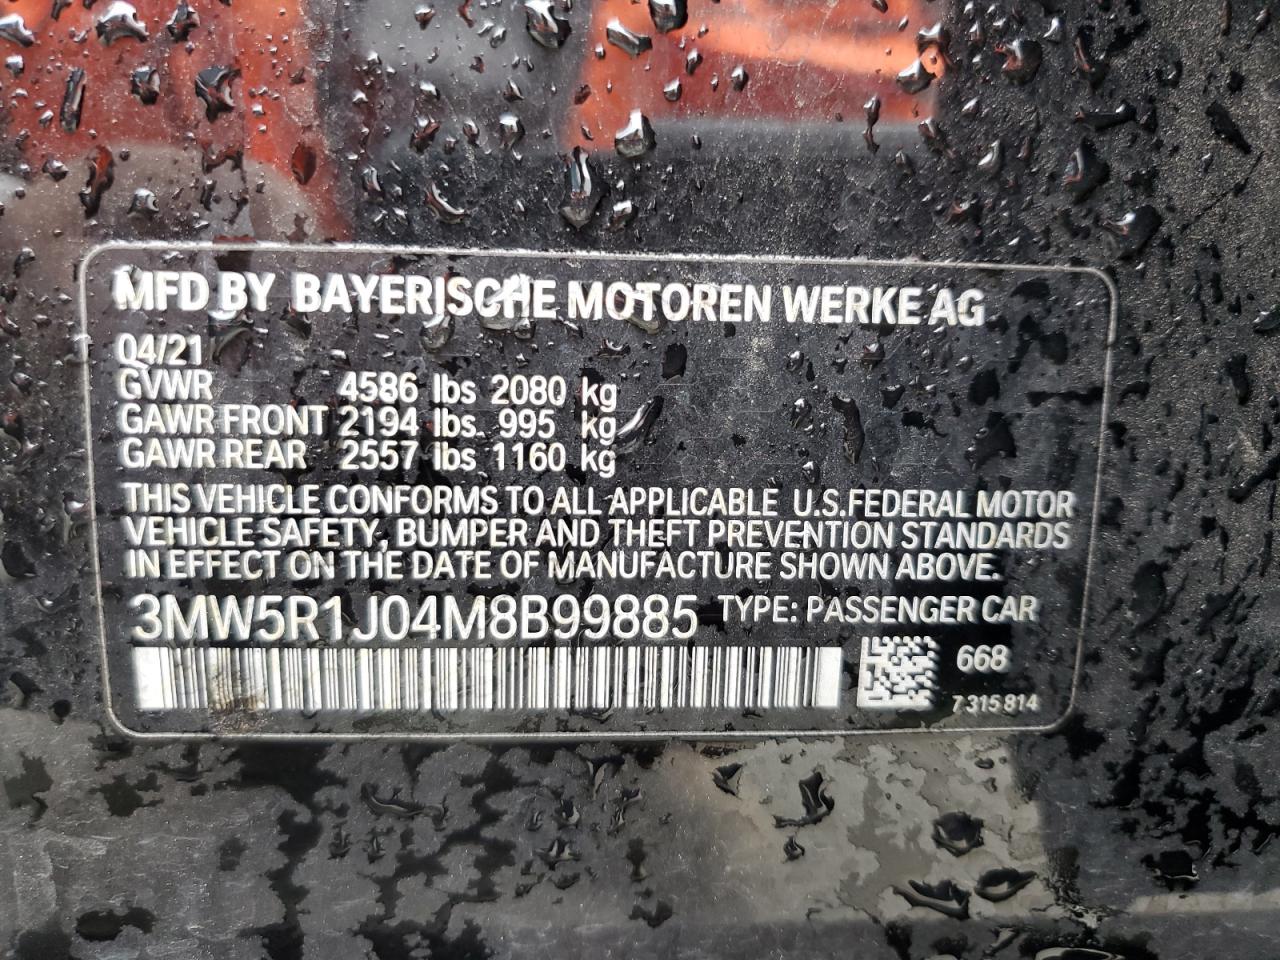 MFD BY BAYERISCHE MOTOREN WERKE AG
04/21
GVWR 4586 lbs 2080 kg
GAWR FRONT 2194 lbs 995 kg
GAWR REAR 2557 lbs 1160 kg
THIS VEHICLE CONFORMS TO ALL APPLICABLE U.S.FEDERAL MOTOR
VEHICLE SAFETY, BUMPER AND THEFT PREVENTION STANDARDS
IN EFFECT ON THE DATE OF MANUFACTURE SHOWN ABOVE.
3MW5R1J04M8B99885 TYPE: PASSENGER CAR
668
7 315 814